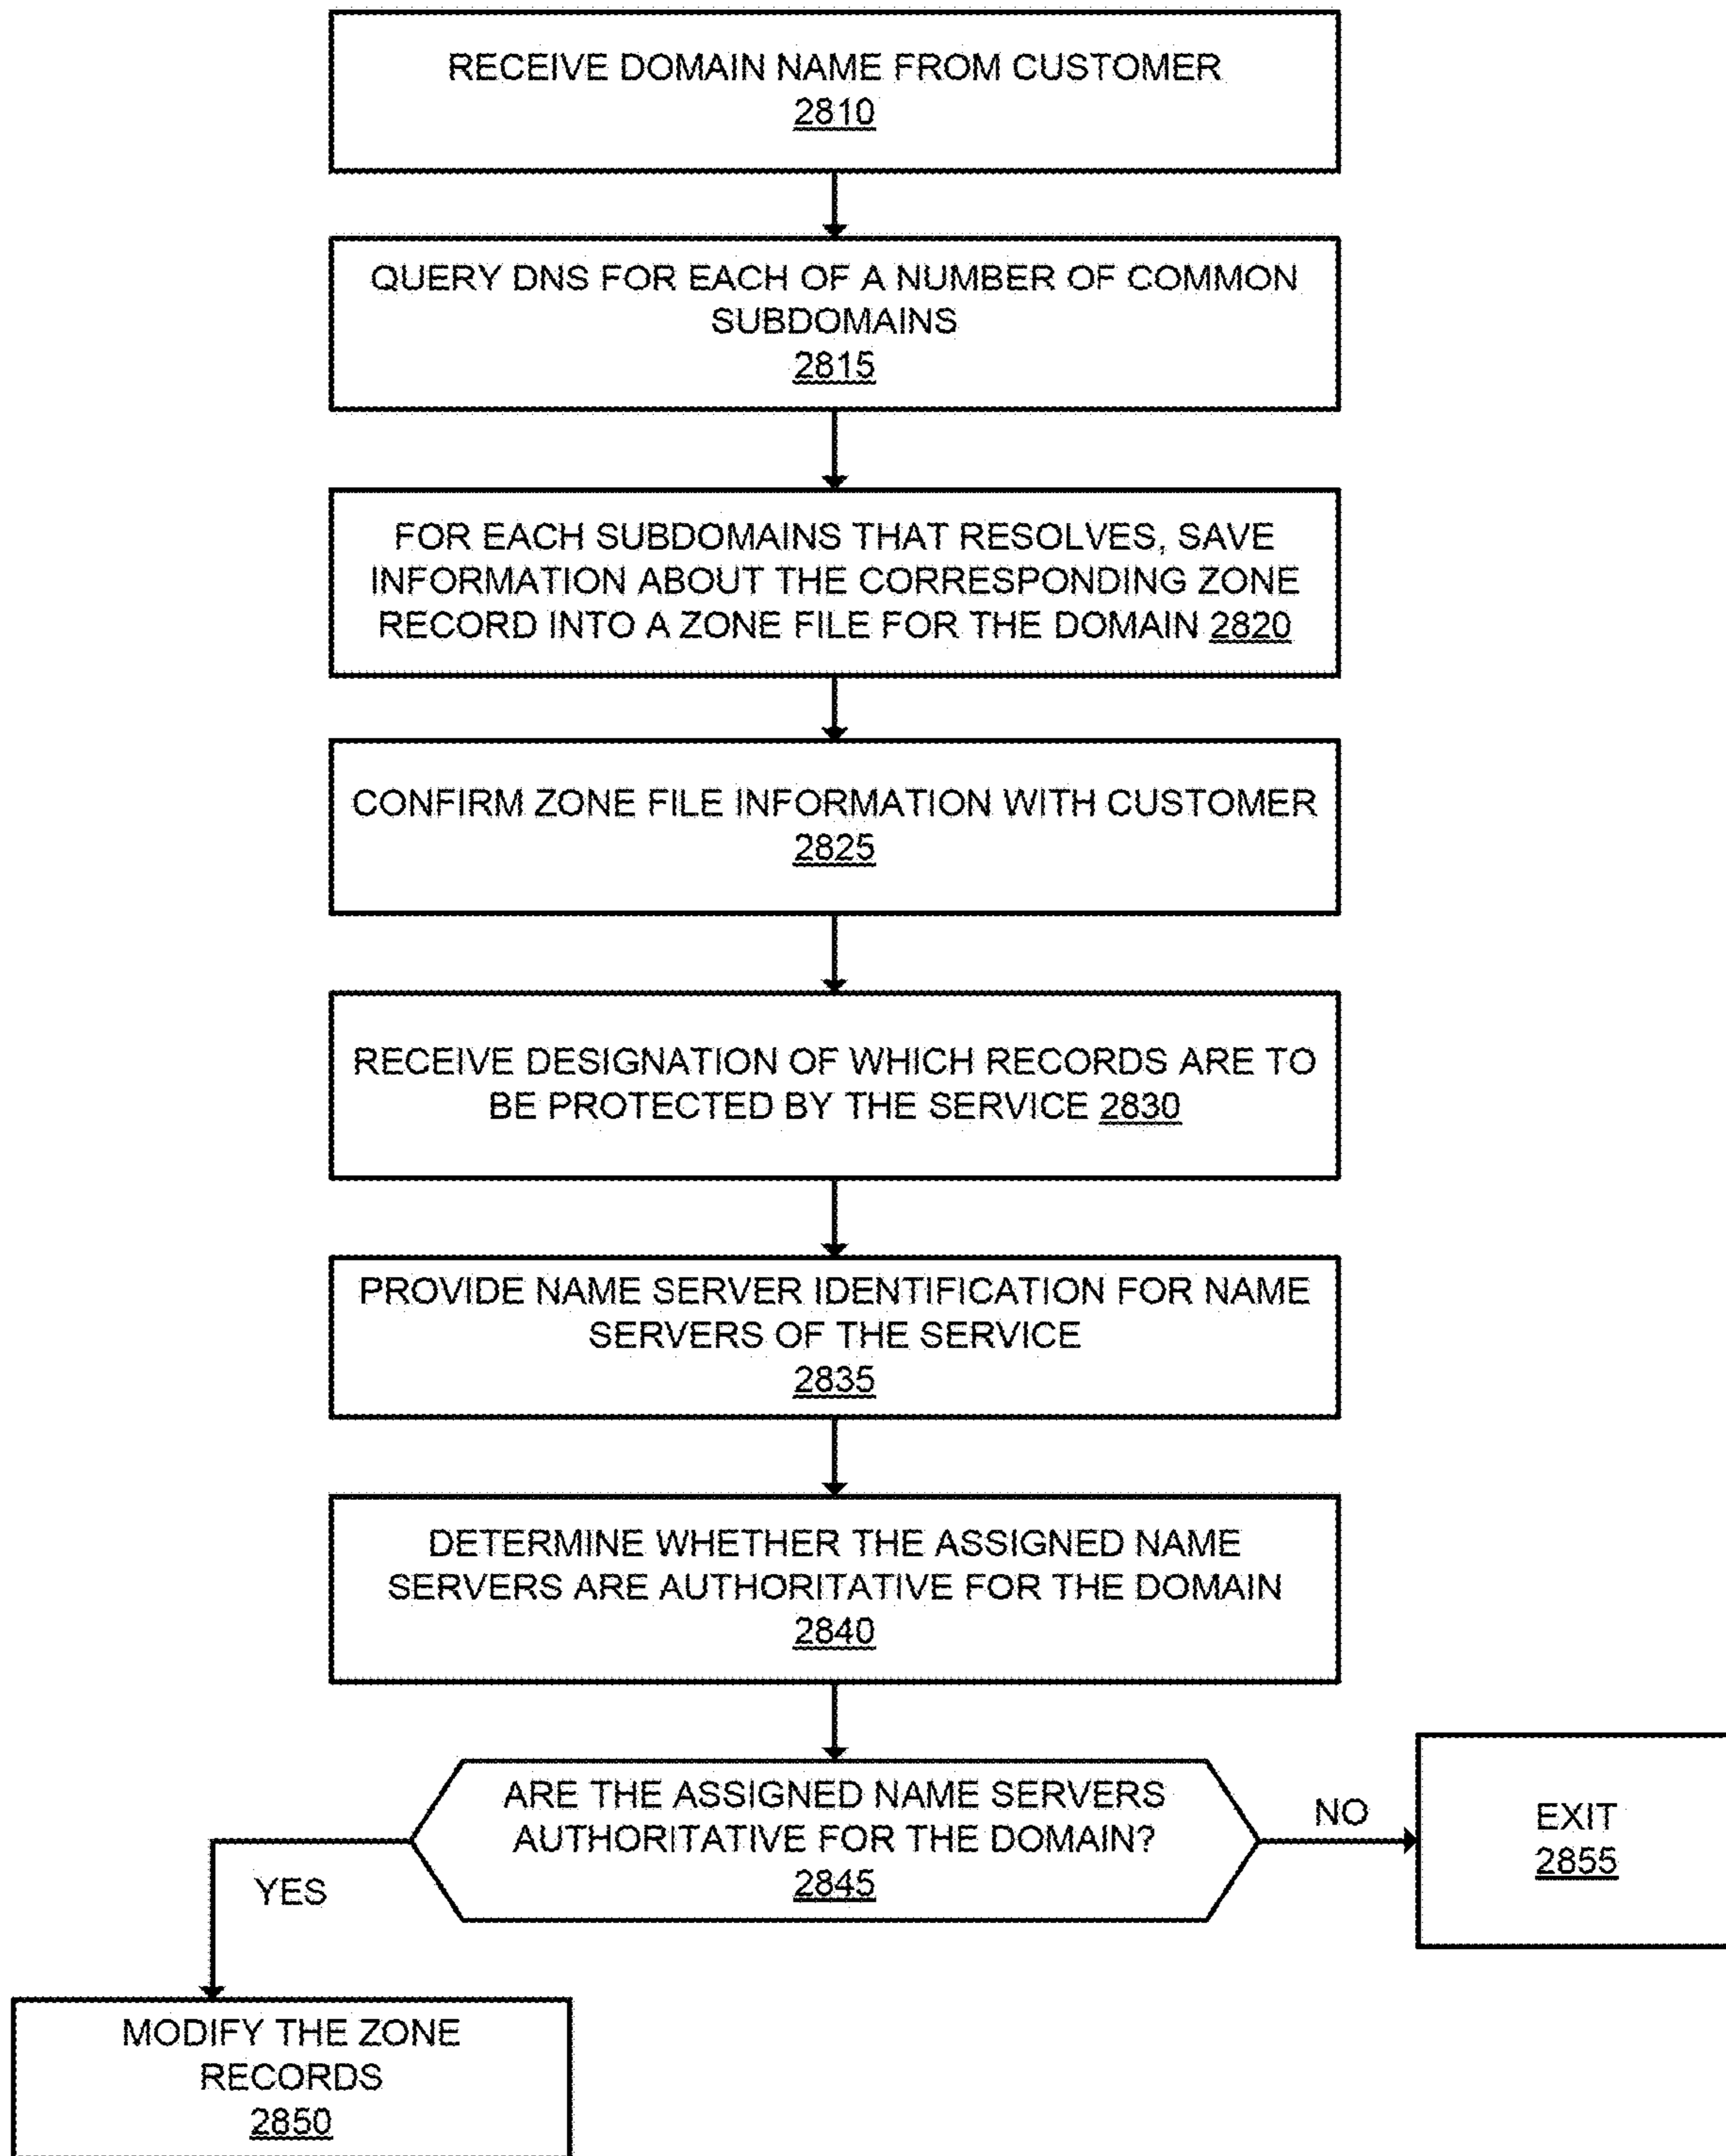 RECEIVE DOMAIN NAME FROM CUSTOMER
2810
QUERY DNS FOR EACH OF A NUMBER OF COMMON
SUBDOMAINS
2815
FOR EACH SUBDOMAINS THAT RESOLVES, SAVE
INFORMATION ABOUT THE CORRESPONDING ZONE
RECORD INTO A ZONE FILE FOR THE DOMAIN 2820
CONFIRM ZONE FILE INFORMATION WITH CUSTOMER
2825
RECEIVE DESIGNATION OF WHICH RECORDS ARE TO
BE PROTECTED BY THE SERVICE 2830
PROVIDE NAME SERVER IDENTIFICATION FOR NAME
SERVERS OF THE SERVICE
2835
DETERMINE WHETHER THE ASSIGNED NAME
SERVERS ARE AUTHORITATIVE FOR THE DOMAIN
2840
ARE THE ASSIGNED NAME SERVERS
AUTHORITATIVE FOR THE DOMAIN?
2845
NO
EXIT
2855
YES
MODIFY THE ZONE
RECORDS
2850